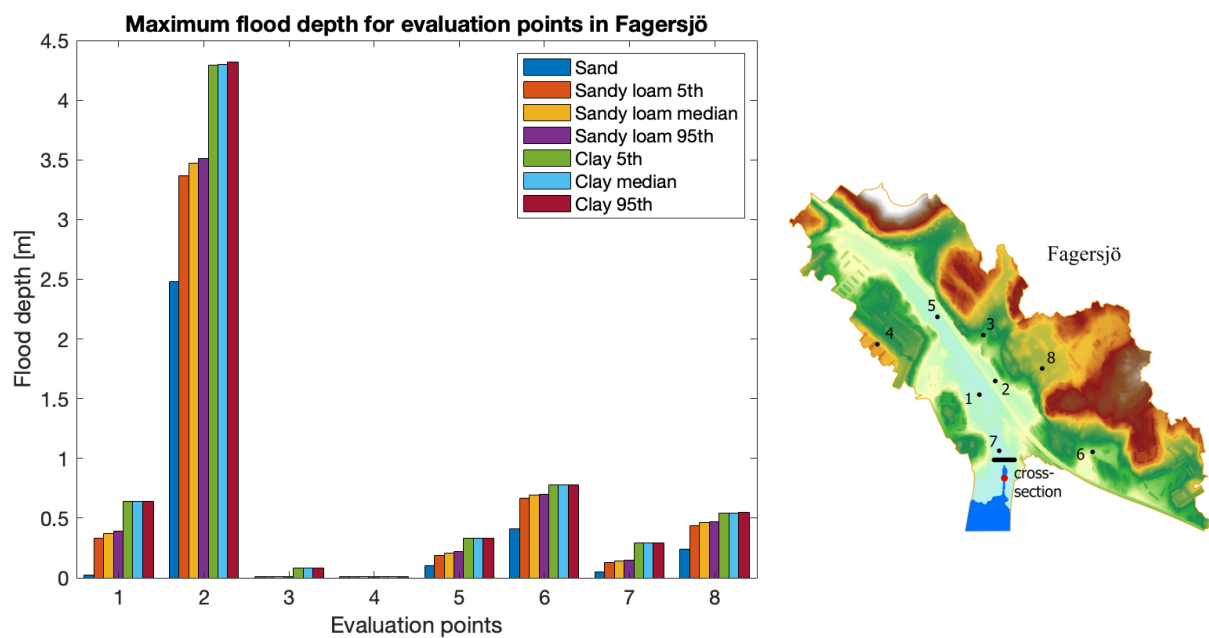 Maximum flood depth for evaluation points in Fagersjö
4.5
4
3.5
3
2.5
2
1.5
1
0.5
0
Flood depth [m]
Sand
Sandy loam 5th
Sandy loam median
Sandy loam 95th
Clay 5th
Clay median
Clay 95th
1 2 3 4 5 6 7 8
Evaluation points
Fagersjö
5
3
4
8
2
1
7
6
cross-
section